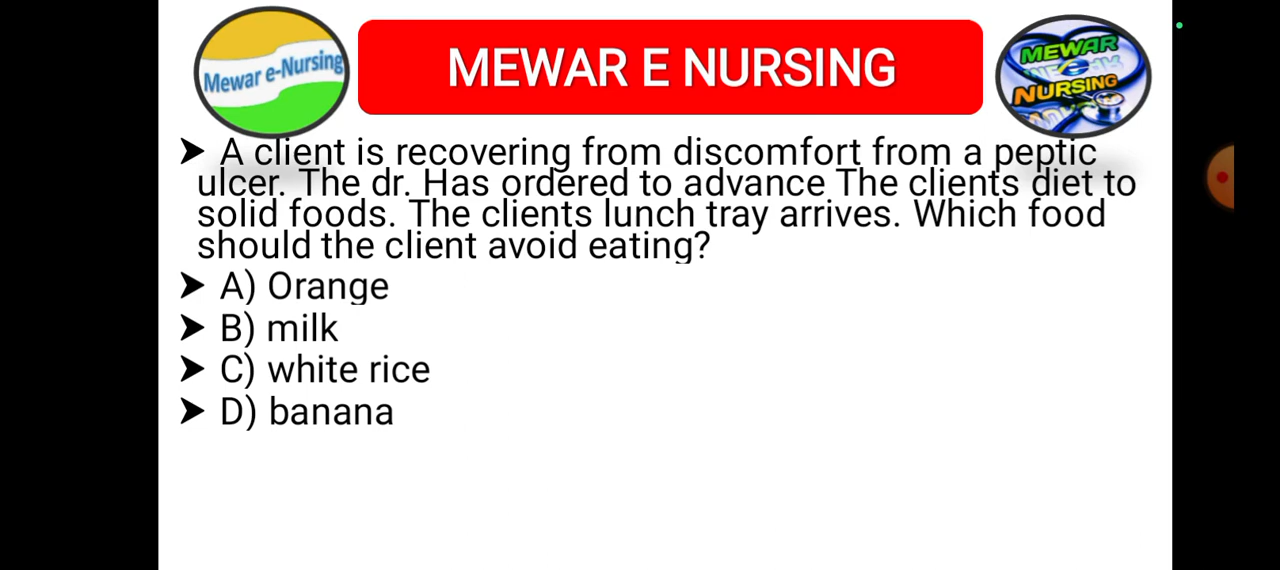 Mewar e-Nursing
MEWAR E NURSING
MEWAR
NURSING
➤ A client is recovering from discomfort from a peptic
ulcer. The dr. Has ordered to advance The clients diet to
solid foods. The clients lunch tray arrives. Which food
should the client avoid eating?
➤ A) Orange
➤ B) milk
➤ C) white rice
➤ D) banana